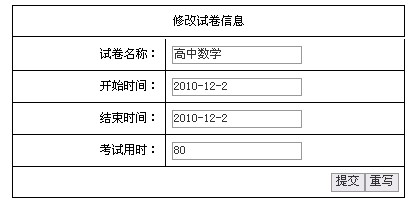 修改试卷信息
试卷名称： 高中数学
开始时间： 2010-12-2
结束时间： 2010-12-2
考试用时： 80
提交 重写